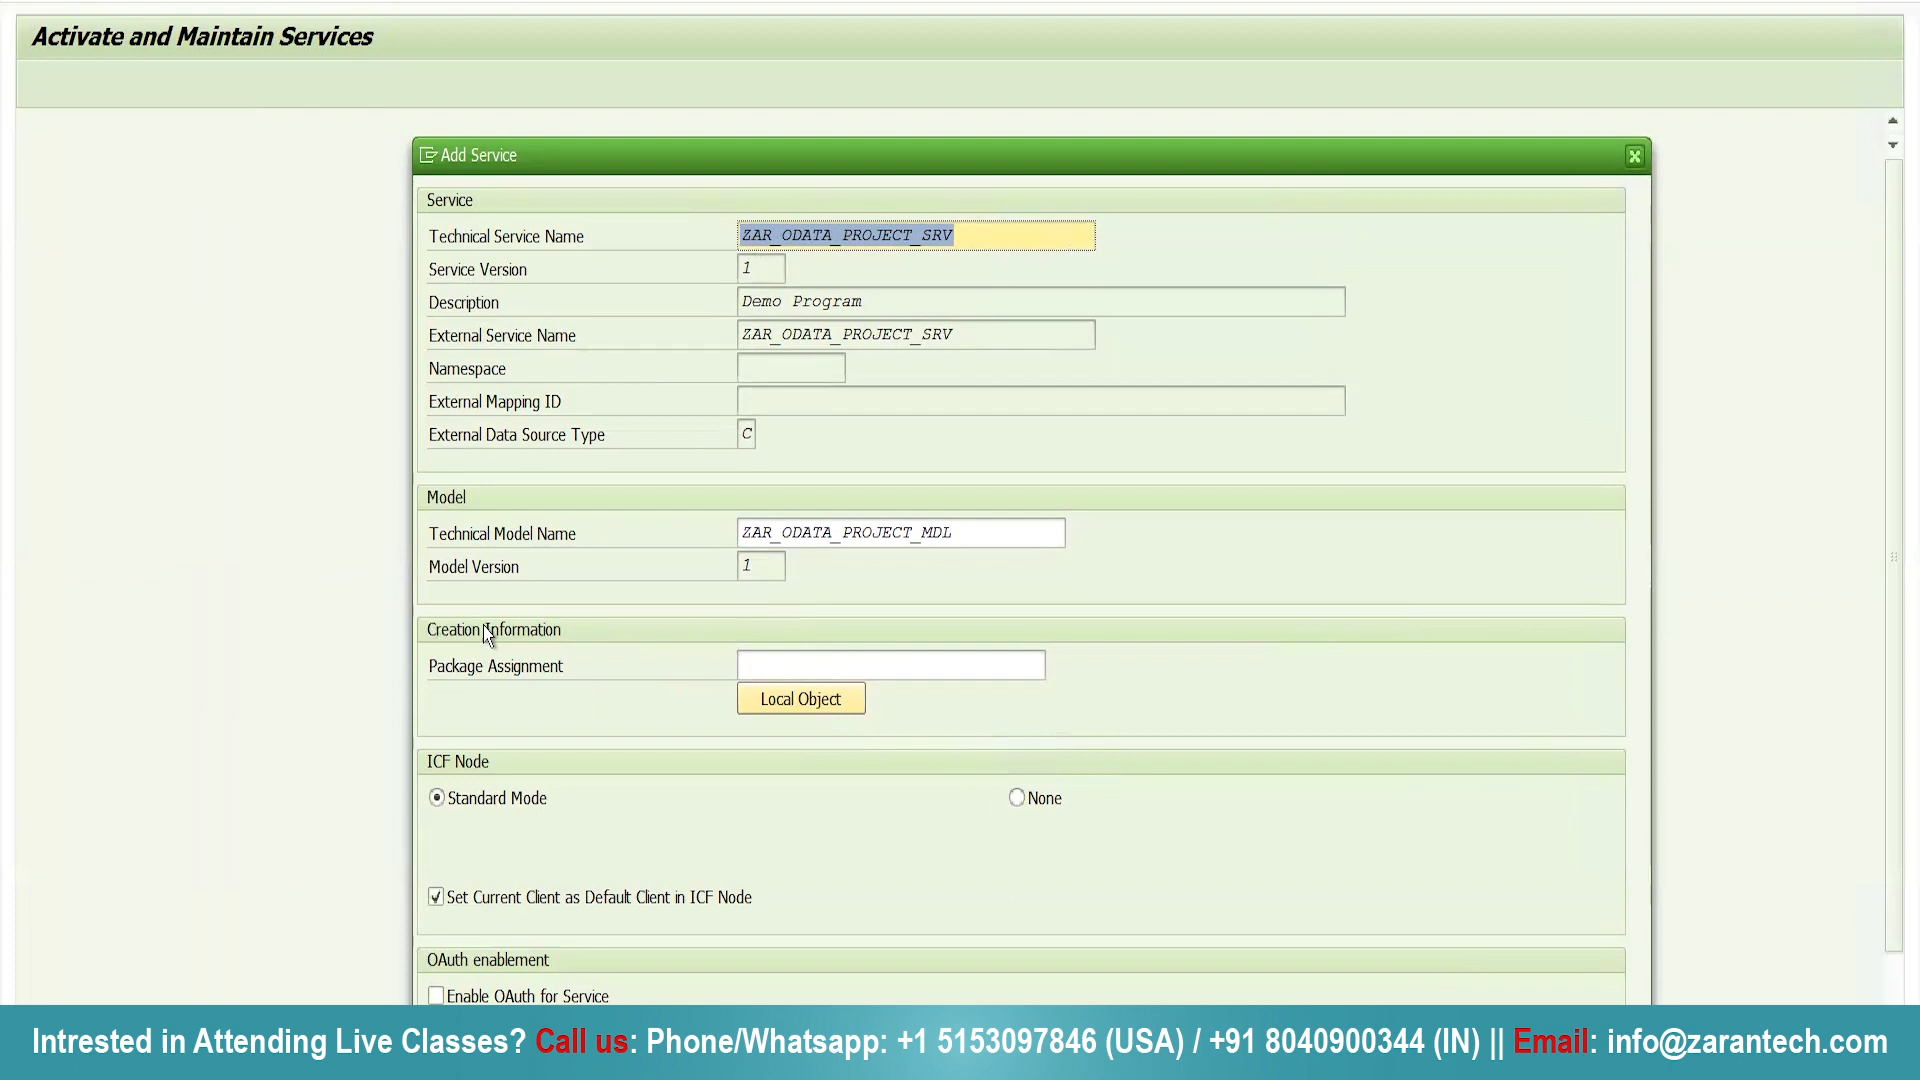 Activate and Maintain Services
Add Service
Service
Technical Service Name ZAR_ODATA_PROJECT_SRV
Service Version 1
Description Demo Program
External Service Name ZAR_ODATA_PROJECT_SRV
Namespace
External Mapping ID
External Data Source Type C
Model
Technical Model Name ZAR_ODATA_PROJECT_MDL
Model Version 1
Creation Information
Package Assignment
Local Object
ICF Node
Standard Mode None
Set Current Client as Default Client in ICF Node
OAuth enablement
Enable OAuth for Service
Intrested in Attending Live Classes? Call us: Phone/Whatsapp: +1 5153097846 (USA) / +91 8040900344 (IN) || Email: info@zarantech.com